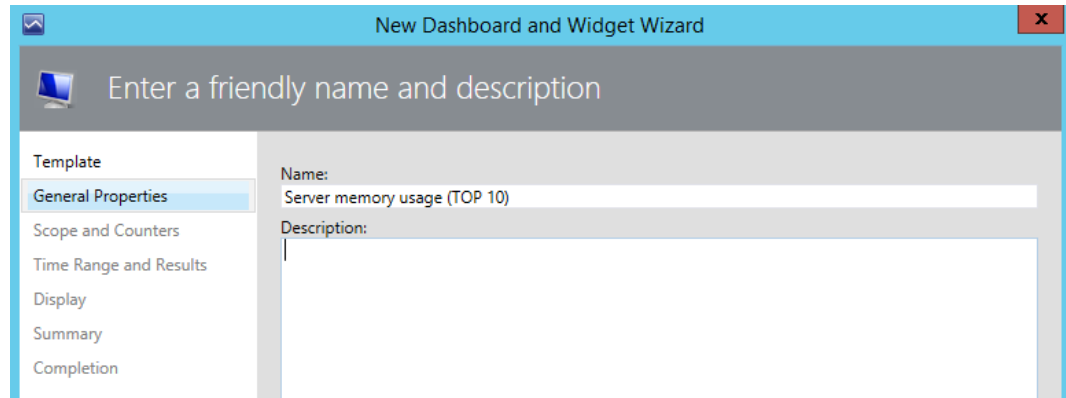 New Dashboard and Widget Wizard
x
Enter a friendly name and description
Template
General Properties
Scope and Counters
Time Range and Results
Display
Summary
Completion
Name:
Server memory usage (TOP 10)
Description: